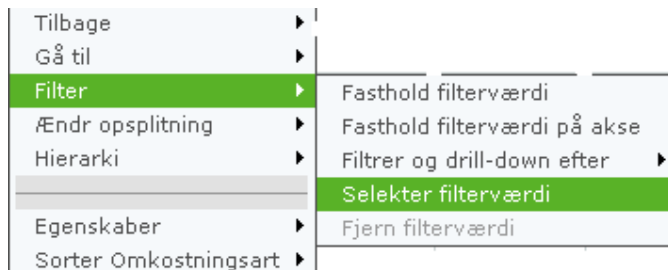 Tilbage
Gå til
Filter
Ændr opsplitning
Hierarki
Egenskaber
Sorter Omkostningsart
Fasthold filterværdi
Fasthold filterværdi på akse
Filtrer og drill-down efter
Selekter filterværdi
Fjern filterværdi